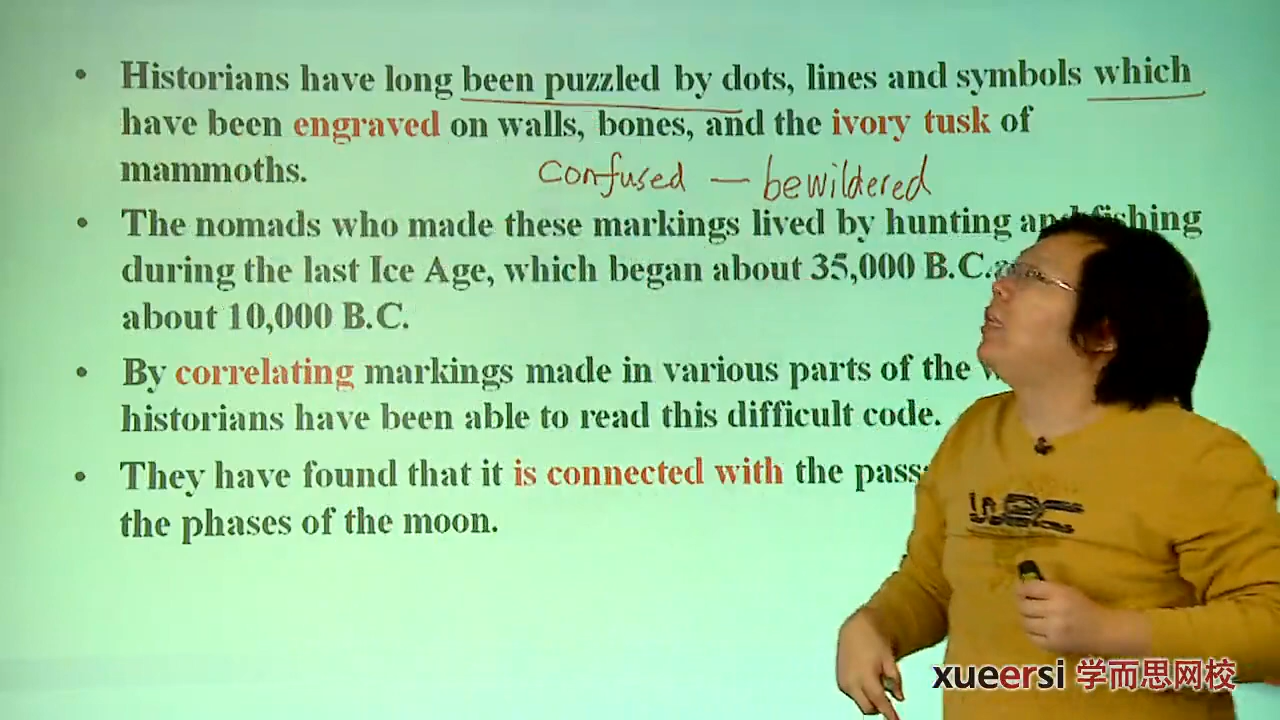 • Historians have long been puzzled by dots, lines and symbols which
have been engraved on walls, bones, and the ivory tusk of
mammoths.
confused — bewildered
• The nomads who made these markings lived by hunting and fishing
during the last Ice Age, which began about 35,000 B.C.
about 10,000 B.C.
• By correlating markings made in various parts of the
historians have been able to read this difficult code.
• They have found that it is connected with the
the phases of the moon.
xueersi 学而思网校